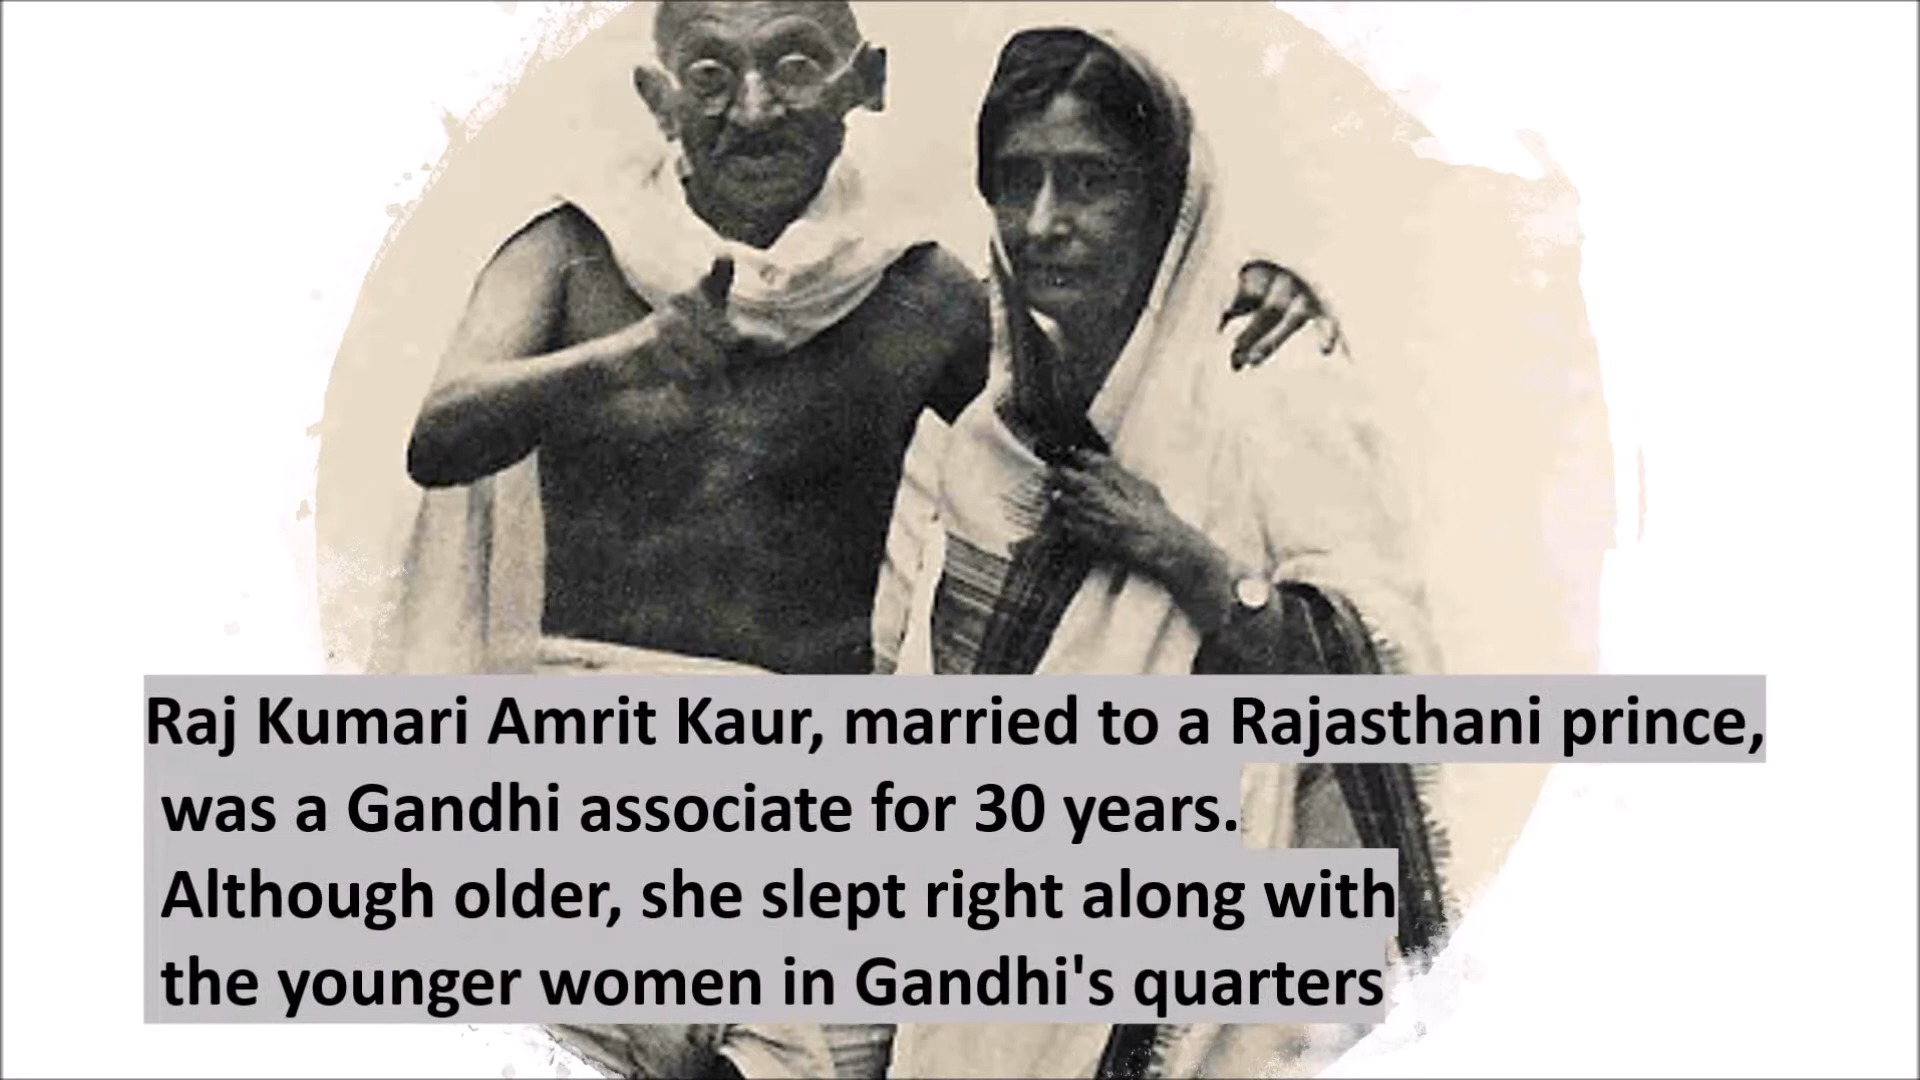 Raj Kumari Amrit Kaur, married to a Rajasthani prince,
was a Gandhi associate for 30 years.
Although older, she slept right along with
the younger women in Gandhi's quarters